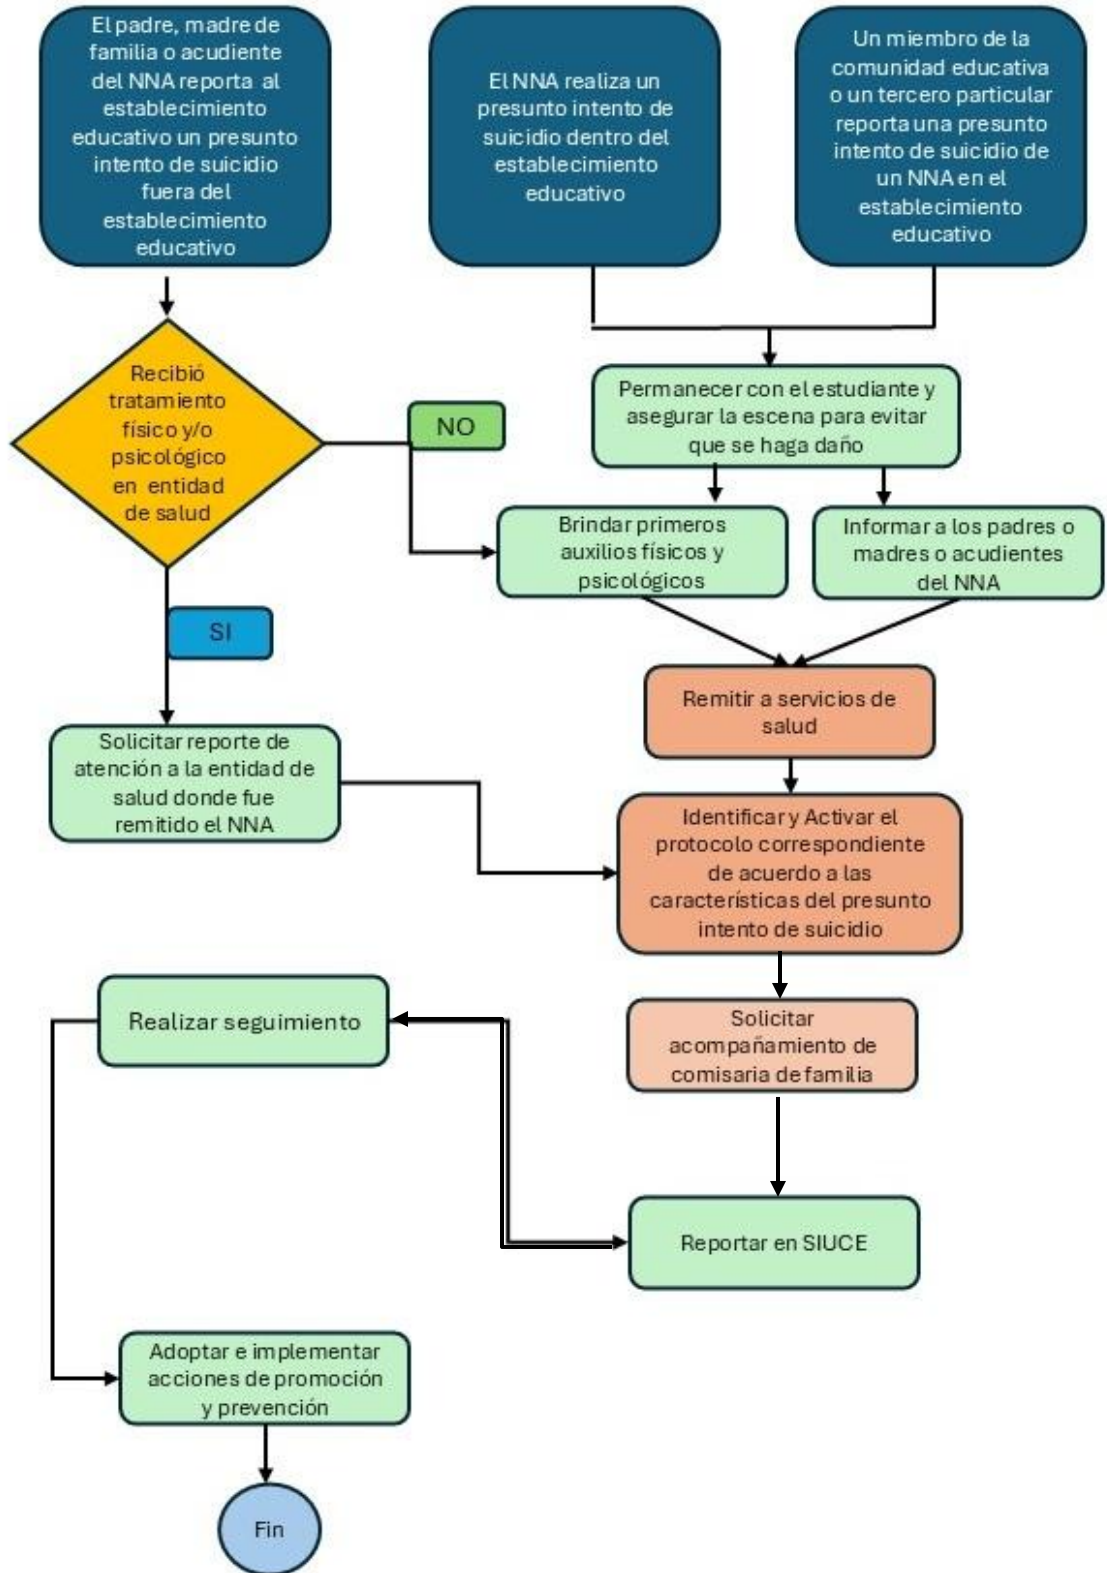 El padre, madre de
familia o acudiente
del NNA reporta al
establecimiento
educativo un presunto
intento de suicidio
fuera del
establecimiento
educativo
El NNA realiza un
presunto intento de
suicidio dentro del
establecimiento
educativo
Un miembro de la
comunidad educativa
o un tercero particular
reporta una presunto
intento de suicidio de
un NNA en el
establecimiento
educativo
Recibió
tratamiento
físico y/o
psicológico
en entidad
de salud
NO
Permanecer con el estudiante y
asegurar la escena para evitar
que se haga daño
Brindar primeros
auxilios físicos y
psicológicos
Informar a los padres o
madres o acudientes
del NNA
SI
Remitir a servicios de
salud
Solicitar reporte de
atención a la entidad de
salud donde fue
remitido el NNA
Identificar y Activar el
protocolo correspondiente
de acuerdo a las
características del presunto
intento de suicidio
Realizar seguimiento
Solicitar
acompañamiento de
comisaria de familia
Reportar en SIUCE
Adoptar e implementar
acciones de promoción
y prevención
Fin